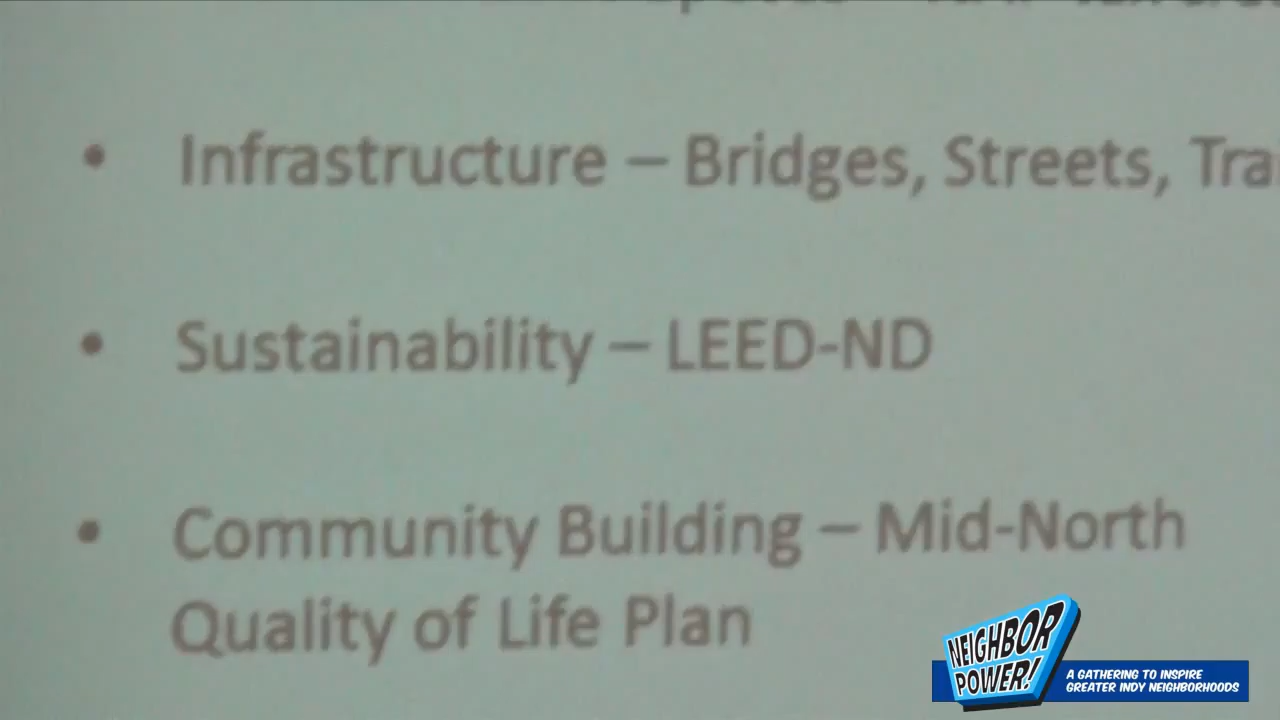 • Infrastructure – Bridges, Streets,
• Sustainability – LEED-ND
• Community Building – Mid-North
Quality of Life Plan
NEIGHBOR
POWER!
A GATHERING TO INSPIRE
GREATER INDY NEIGHBORHOODS